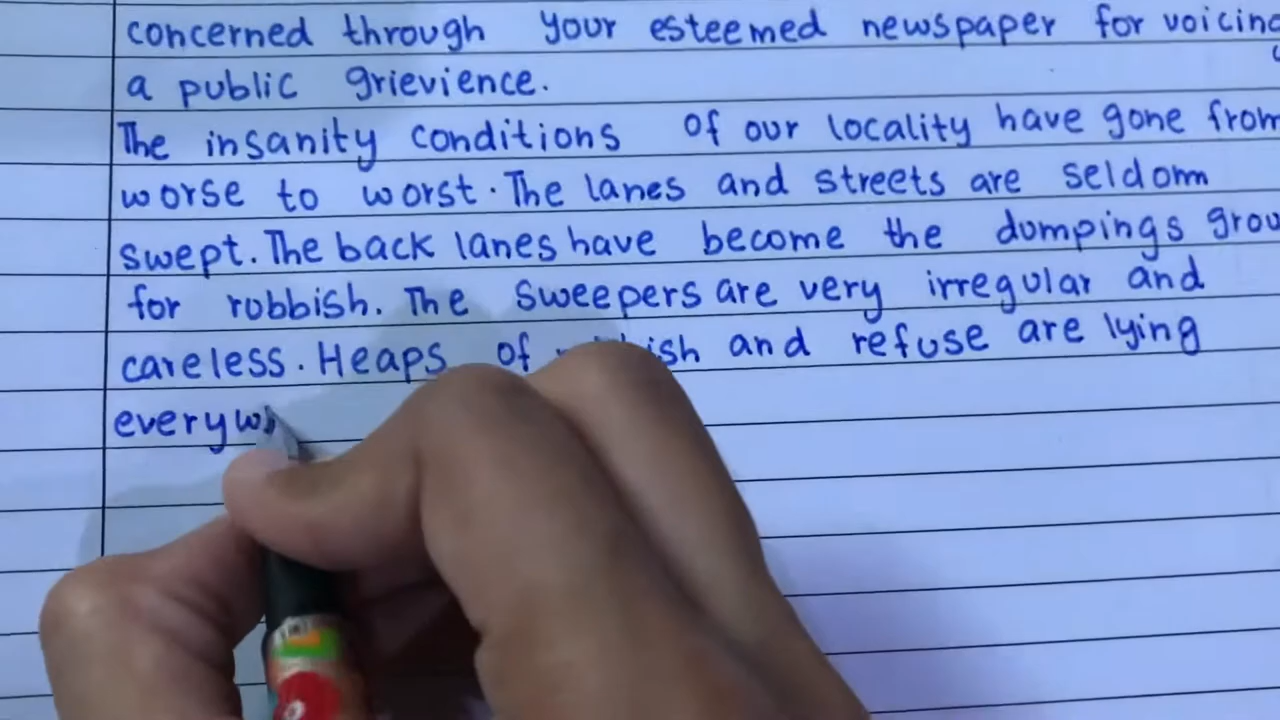 concerned through your esteemed newspaper for voicing
a public grievience.
The insanity conditions of our locality have gone from
worse to worst. The lanes and streets are seldom
swept. The back lanes have become the dumpings grou
for robbish. The sweepers are very irregular and
careless. Heaps of and refuse are lying
everyw